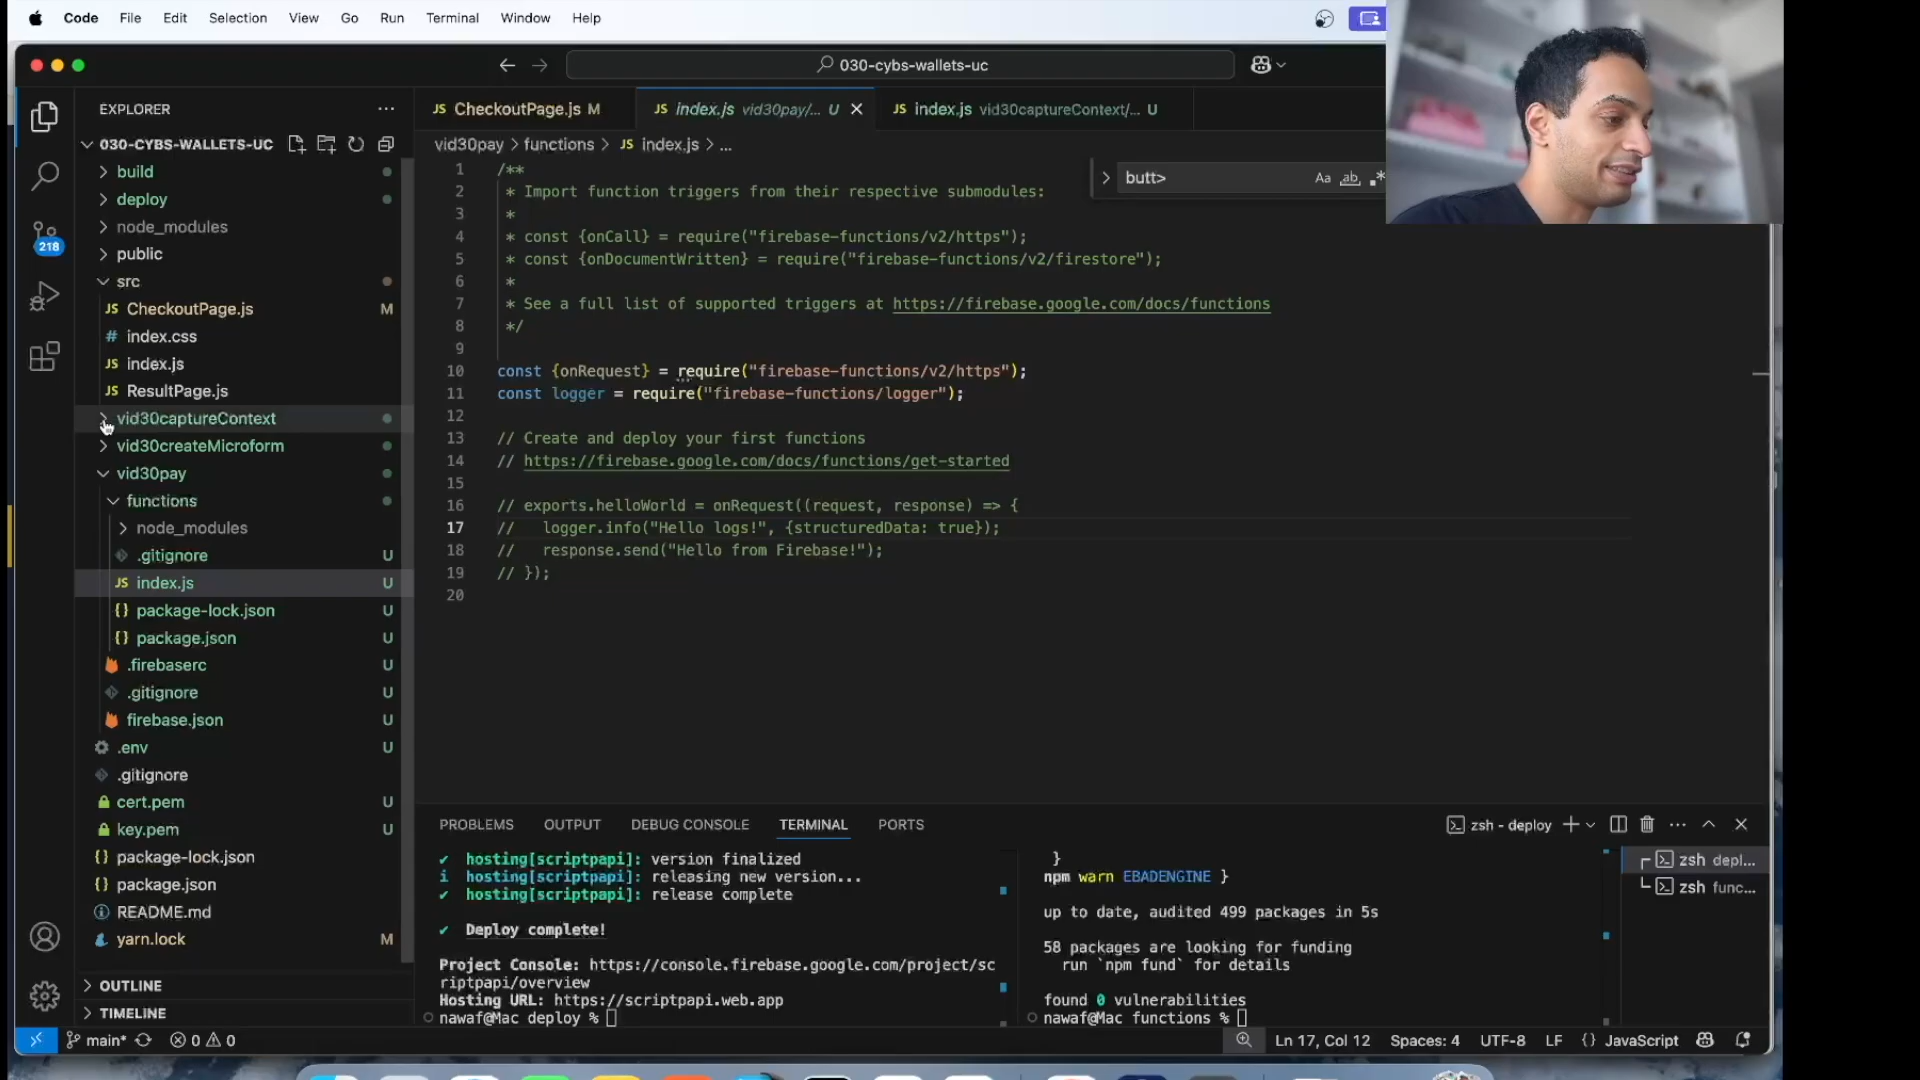 Code File Edit Selection View Go Run Terminal Window Help
030-cybs-wallets-uc
EXPLORER
030-CYBS-WALLETS-UC
build
deploy
node_modules
public
src
JS CheckoutPage.js M
# index.css
JS index.js
JS ResultPage.js
vid30captureContext
vid30createMicroform
vid30pay
functions
node_modules
.gitignore U
JS index.js U
{} package-lock.json U
{} package.json U
.firebaserc U
.gitignore U
firebase.json U
.env U
.gitignore
cert.pem U
key.pem U
{} package-lock.json
{} package.json
README.md
yarn.lock M
OUTLINE
TIMELINE
218
JS CheckoutPage.js M
JS index.js vid30pay/... U
JS index.js vid30captureContext/... U
vid30pay > functions > JS index.js > ...
butt>
Aa ab .*
1 /**
2 * Import function triggers from their respective submodules:
3 *
4 * const {onCall} = require("firebase-functions/v2/https");
5 * const {onDocumentWritten} = require("firebase-functions/v2/firestore");
6 *
7 * See a full list of supported triggers at https://firebase.google.com/docs/functions
8 */
9
10 const {onRequest} = require("firebase-functions/v2/https");
11 const logger = require("firebase-functions/logger");
12
13 // Create and deploy your first functions
14 // https://firebase.google.com/docs/functions/get-started
15
16 // exports.helloWorld = onRequest((request, response) => {
17 //   logger.info("Hello logs!", {structuredData: true});
18 //   response.send("Hello from Firebase!");
19 // });
20
PROBLEMS OUTPUT DEBUG CONSOLE TERMINAL PORTS
zsh - deploy
✔ hosting[scriptpapi]: version finalized
i hosting[scriptpapi]: releasing new version...
✔ hosting[scriptpapi]: release complete
✔ Deploy complete!
Project Console: https://console.firebase.google.com/project/sc
riptpapi/overview
Hosting URL: https://scriptpapi.web.app
nawaf@Mac deploy %
}
npm warn EBADENGINE }
up to date, audited 499 packages in 5s
58 packages are looking for funding
run `npm fund` for details
found 0 vulnerabilities
nawaf@Mac functions %
zsh depl...
zsh func...
main* 0 0
Ln 17, Col 12 Spaces: 4 UTF-8 LF {} JavaScript